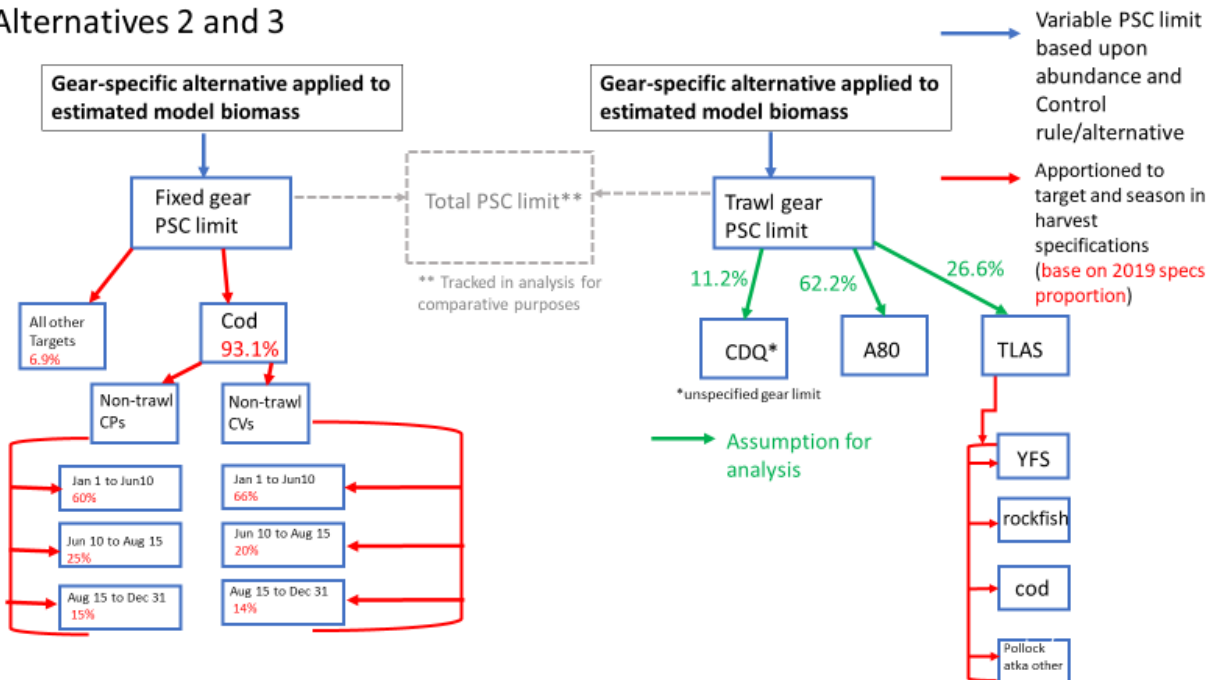 Alternatives 2 and 3
Gear-specific alternative applied to
estimated model biomass
Gear-specific alternative applied to
estimated model biomass
Variable PSC limit
based upon
abundance and
Control
rule/alternative
Apportioned to
target and season in
harvest
specifications
(base on 2019 specs
proportion)
Fixed gear
PSC limit
Total PSC limit**
** Tracked in analysis for
comparative purposes
Trawl gear
PSC limit
11.2%
62.2%
26.6%
All other
Targets
6.9%
Cod
93.1%
CDQ*
*unspecified gear limit
A80
TLAS
Non-trawl
CPs
Non-trawl
CVs
Assumption for
analysis
Jan 1 to Jun10
60%
Jun 10 to Aug 15
25%
Aug 15 to Dec 31
15%
Jan 1 to Jun10
66%
Jun 10 to Aug 15
20%
Aug 15 to Dec 31
14%
YFS
rockfish
cod
Pollock
atka other